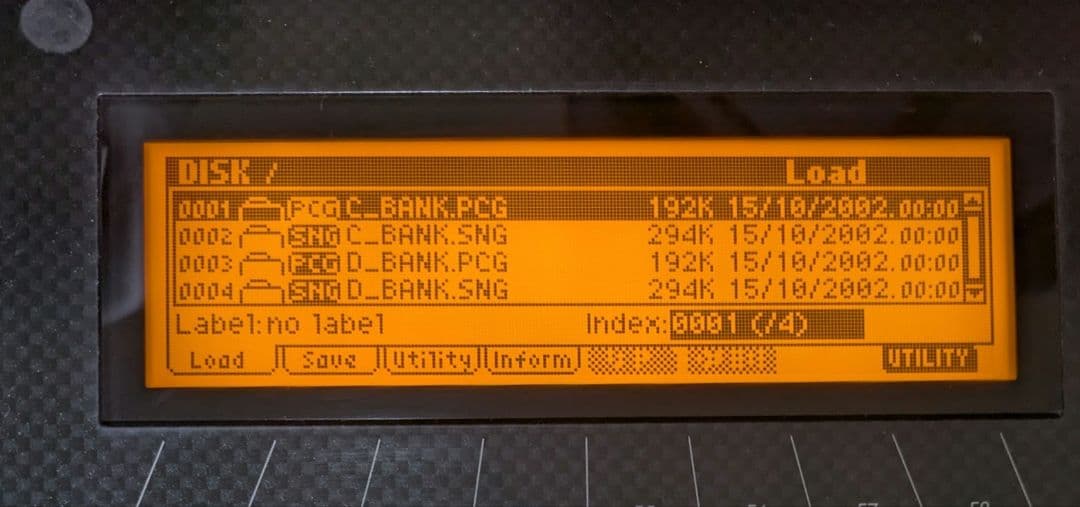 DISK / Load
0001 PCG C_BANK.PCG 192K 15/10/2002.00:00
0002 SNG C_BANK.SNG 294K 15/10/2002.00:00
0003 PCG D_BANK.PCG 192K 15/10/2002.00:00
0004 SNG D_BANK.SNG 294K 15/10/2002.00:00
Label:no label Index:0001 (/4)
Load Save Utility Inform UTILITY